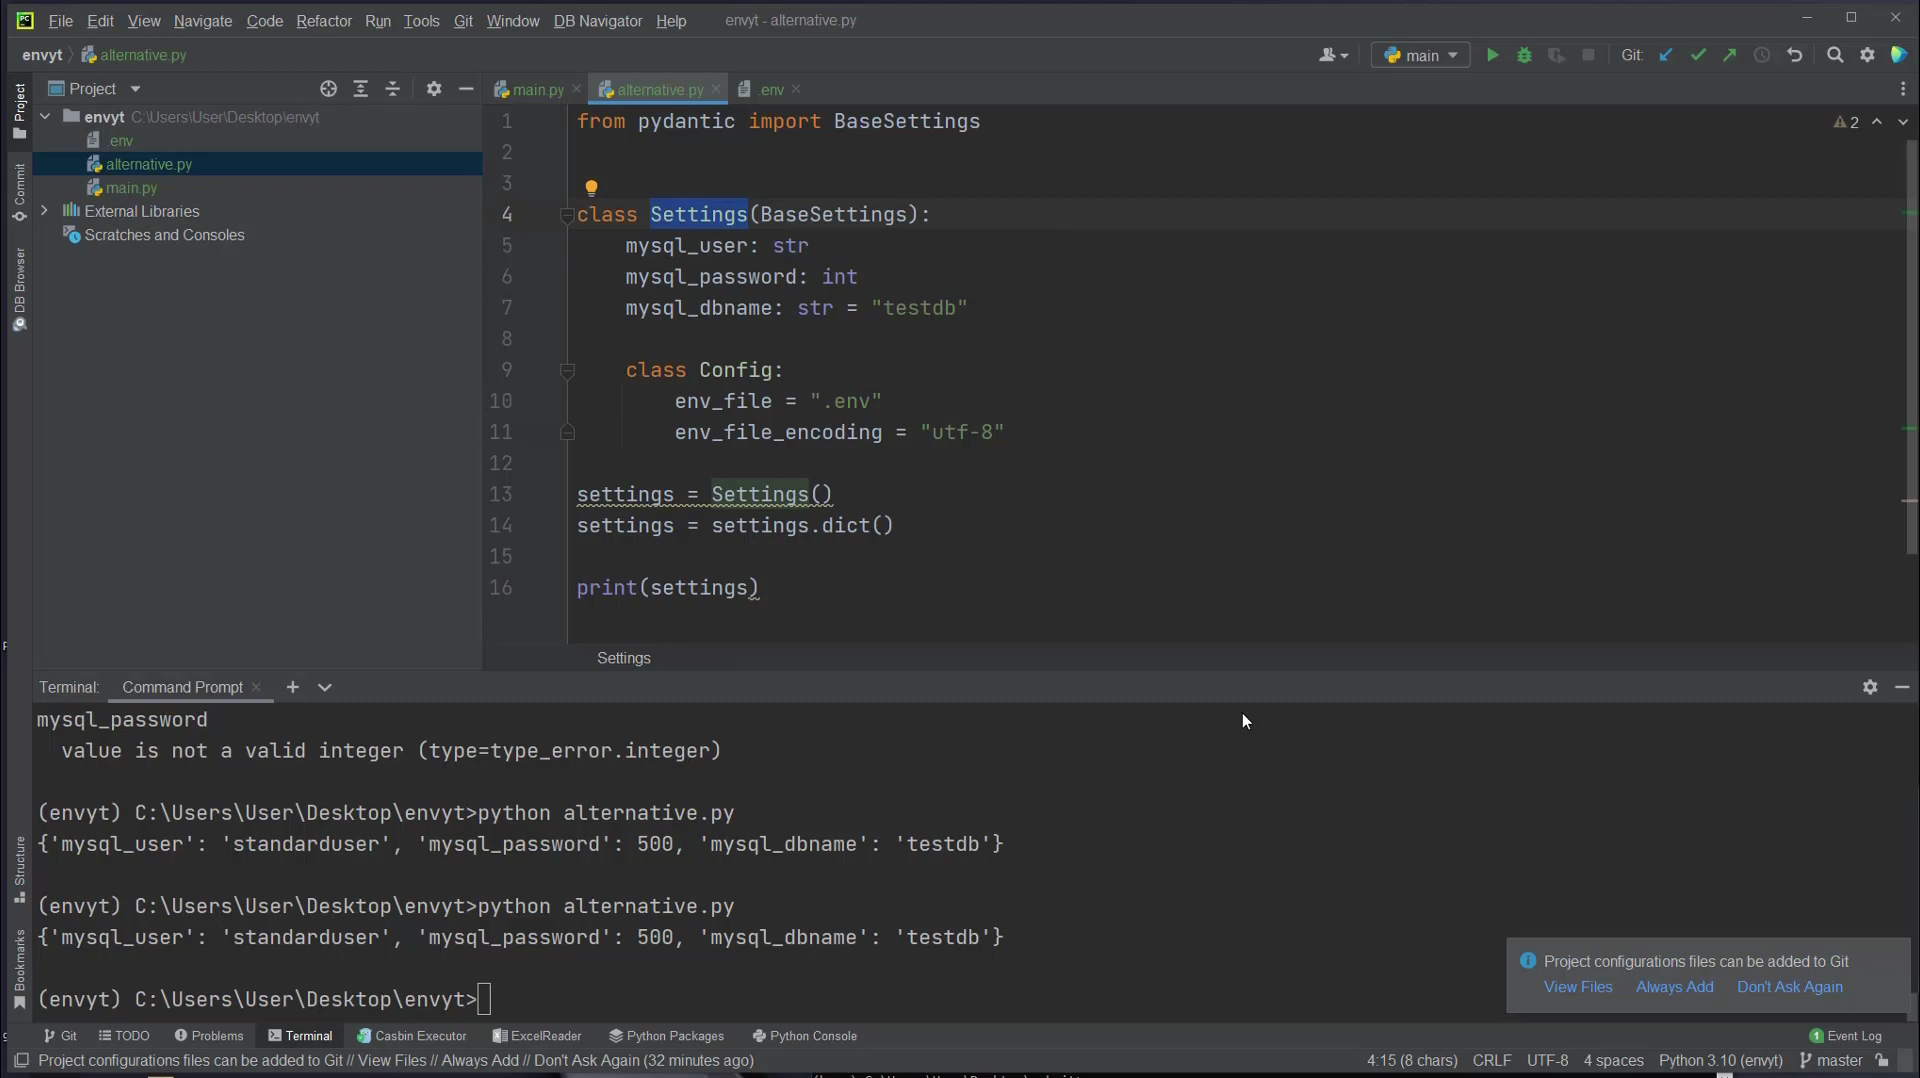 File Edit View Navigate Code Refactor Run Tools Git Window DB Navigator Help envyt - alternative.py
envyt alternative.py main Git:
Project
main.py alternative.py .env
Project
Commit
DB Browser
Structure
Bookmarks
envyt C:\Users\User\Desktop\envyt
.env
alternative.py
main.py
External Libraries
Scratches and Consoles
2
1 from pydantic import BaseSettings
2
3
4 class Settings(BaseSettings):
5 mysql_user: str
6 mysql_password: int
7 mysql_dbname: str = "testdb"
8
9 class Config:
10 env_file = ".env"
11 env_file_encoding = "utf-8"
12
13 settings = Settings()
14 settings = settings.dict()
15
16 print(settings)
Settings
Terminal: Command Prompt
mysql_password
value is not a valid integer (type=type_error.integer)
(envyt) C:\Users\User\Desktop\envyt>python alternative.py
{'mysql_user': 'standarduser', 'mysql_password': 500, 'mysql_dbname': 'testdb'}
(envyt) C:\Users\User\Desktop\envyt>python alternative.py
{'mysql_user': 'standarduser', 'mysql_password': 500, 'mysql_dbname': 'testdb'}
(envyt) C:\Users\User\Desktop\envyt>
Project configurations files can be added to Git
View Files Always Add Don't Ask Again
Git TODO Problems Terminal Casbin Executor ExcelReader Python Packages Python Console 1 Event Log
Project configurations files can be added to Git // View Files // Always Add // Don't Ask Again (32 minutes ago) 4:15 (8 chars) CRLF UTF-8 4 spaces Python 3.10 (envyt) master